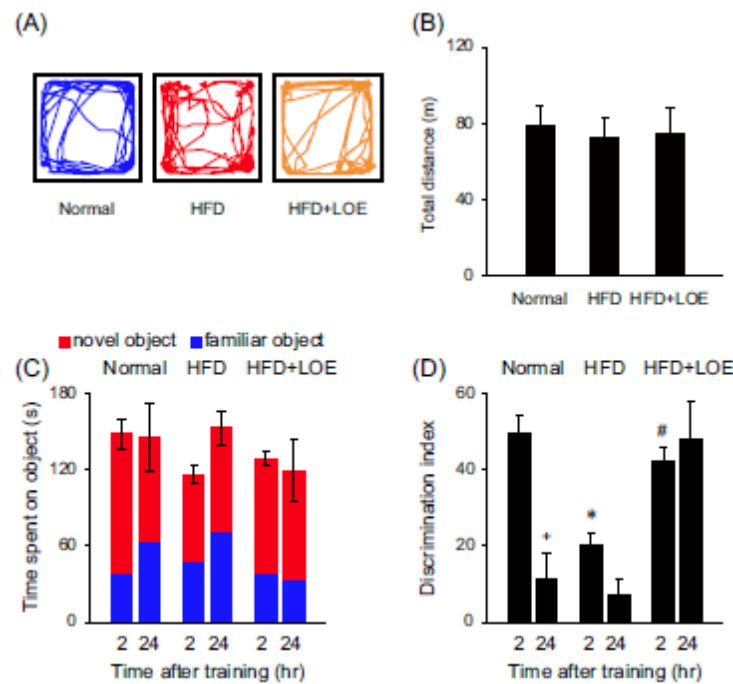 (A)
Normal HFD HFD+LOE
(B)
Total distance (m)
120
80
40
0
Normal HFD HFD+LOE
novel object familiar object
(C) Normal HFD HFD+LOE
Time spent on object (s)
180
120
60
0
2 24 2 24 2 24
Time after training (hr)
(D) Normal HFD HFD+LOE
Discrimination index
60
40
20
0
+ * #
2 24 2 24 2 24
Time after training (hr)